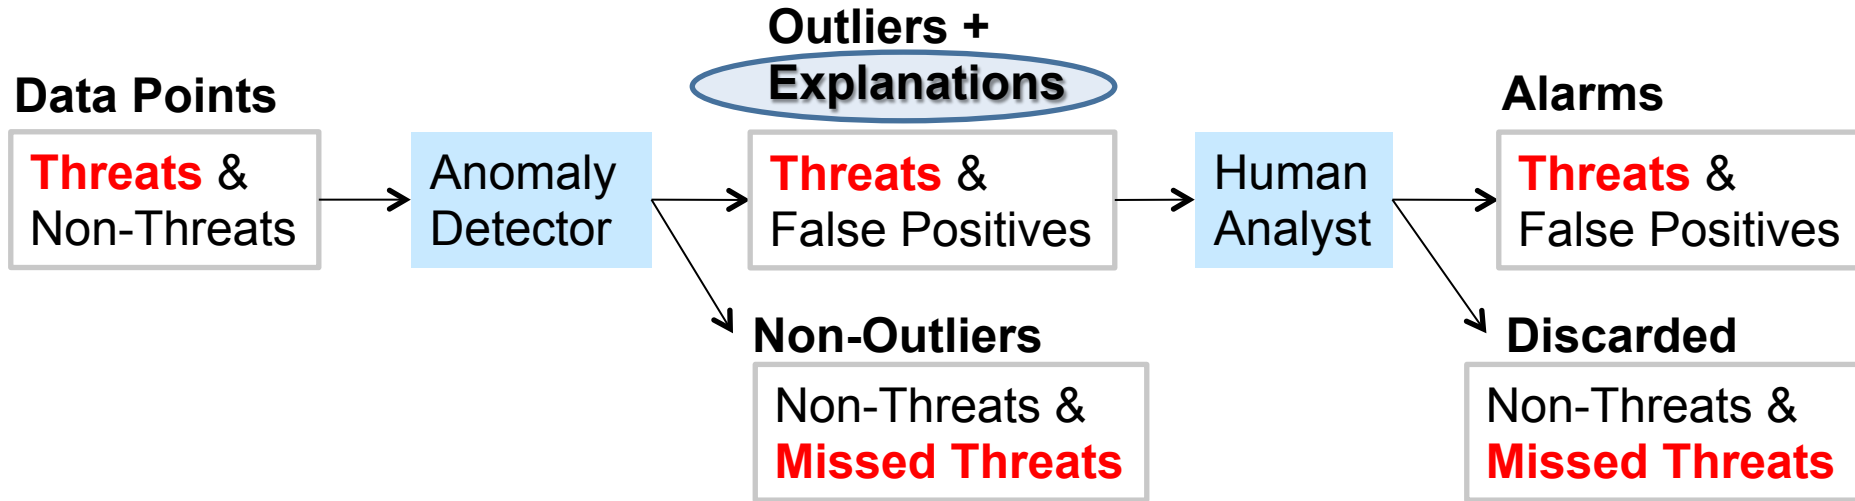 Data Points
Threats &
Non-Threats
Anomaly
Detector
Outliers +
Explanations
Threats &
False Positives
Non-Outliers
Non-Threats &
Missed Threats
Human
Analyst
Alarms
Threats &
False Positives
Discarded
Non-Threats &
Missed Threats